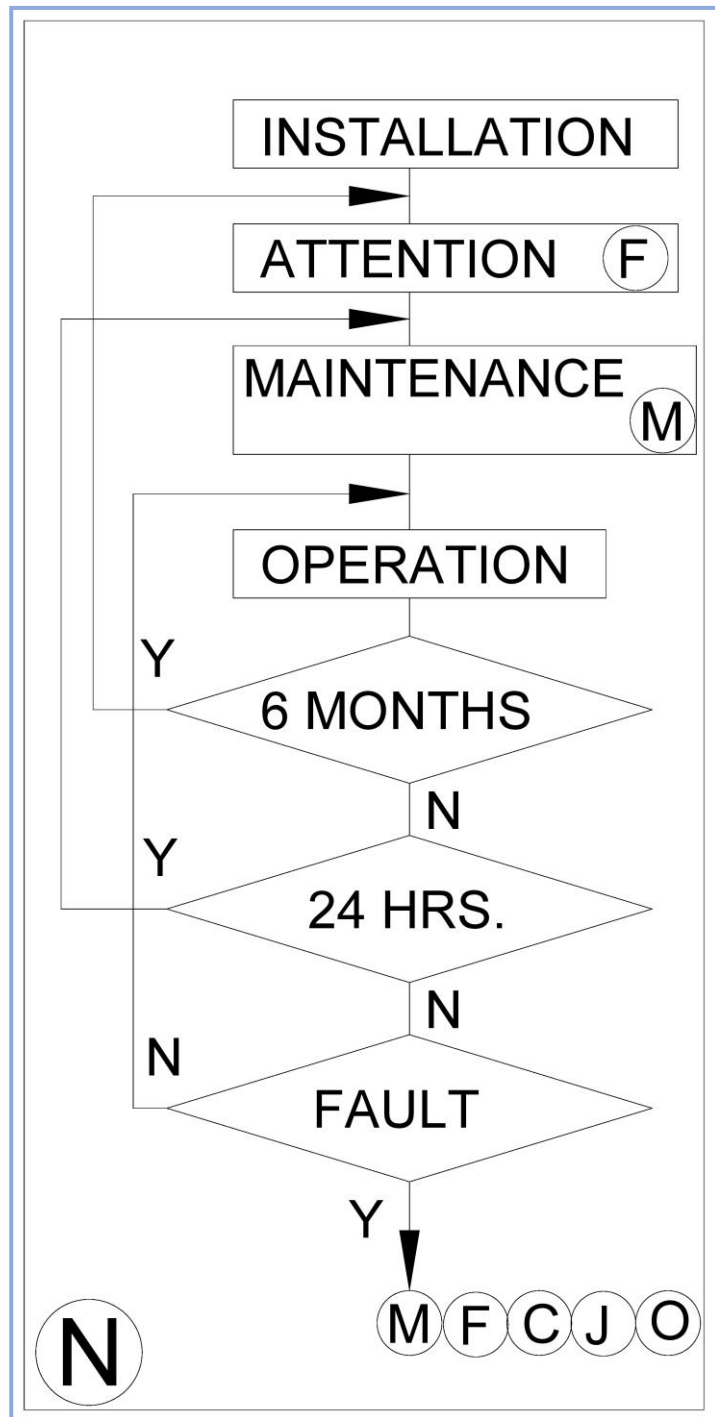 INSTALLATION
ATTENTION F
MAINTENANCE
M
OPERATION
Y
6 MONTHS
N
Y
24 HRS.
N
N
FAULT
Y
M F C J O
N